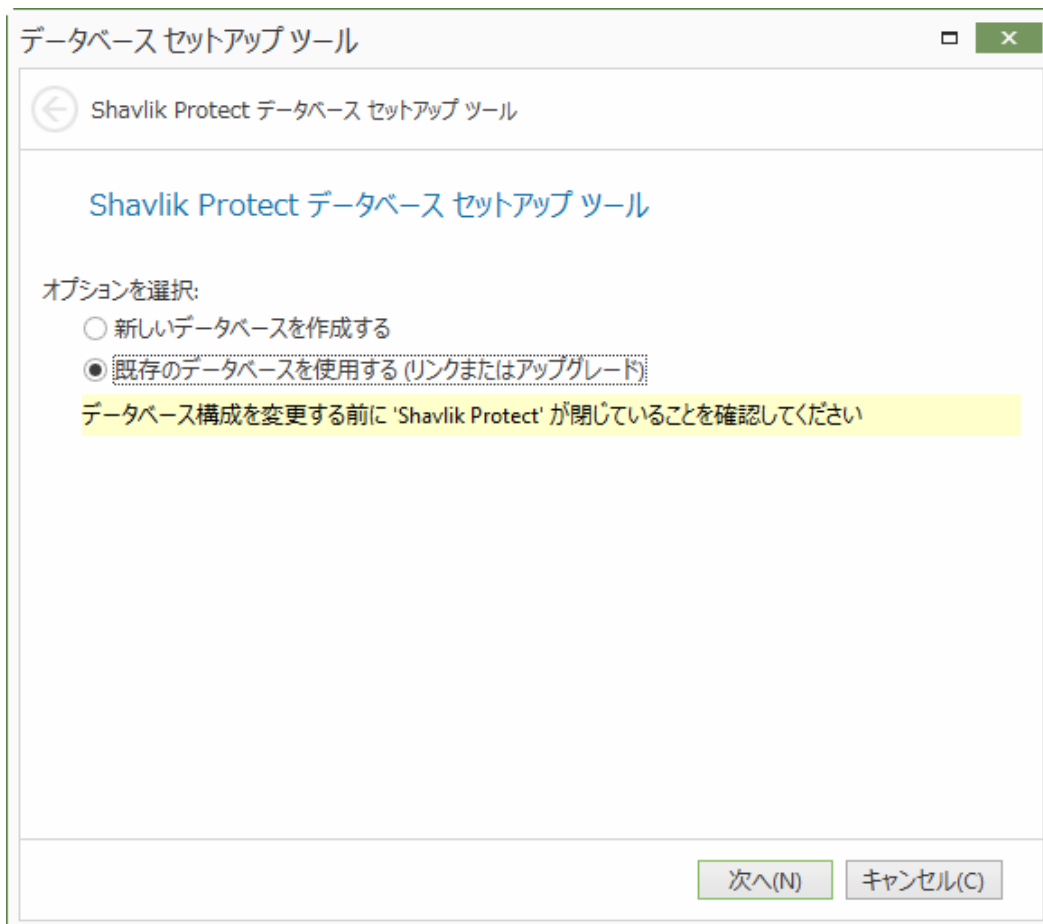 データベース セットアップ ツール
Shavlik Protect データベース セットアップ ツール
Shavlik Protect データベース セットアップ ツール
オプションを選択:
新しいデータベースを作成する
既存のデータベースを使用する (リンクまたはアップグレード)
データベース構成を変更する前に 'Shavlik Protect' が閉じていることを確認してください
次へ(N) キャンセル(C)